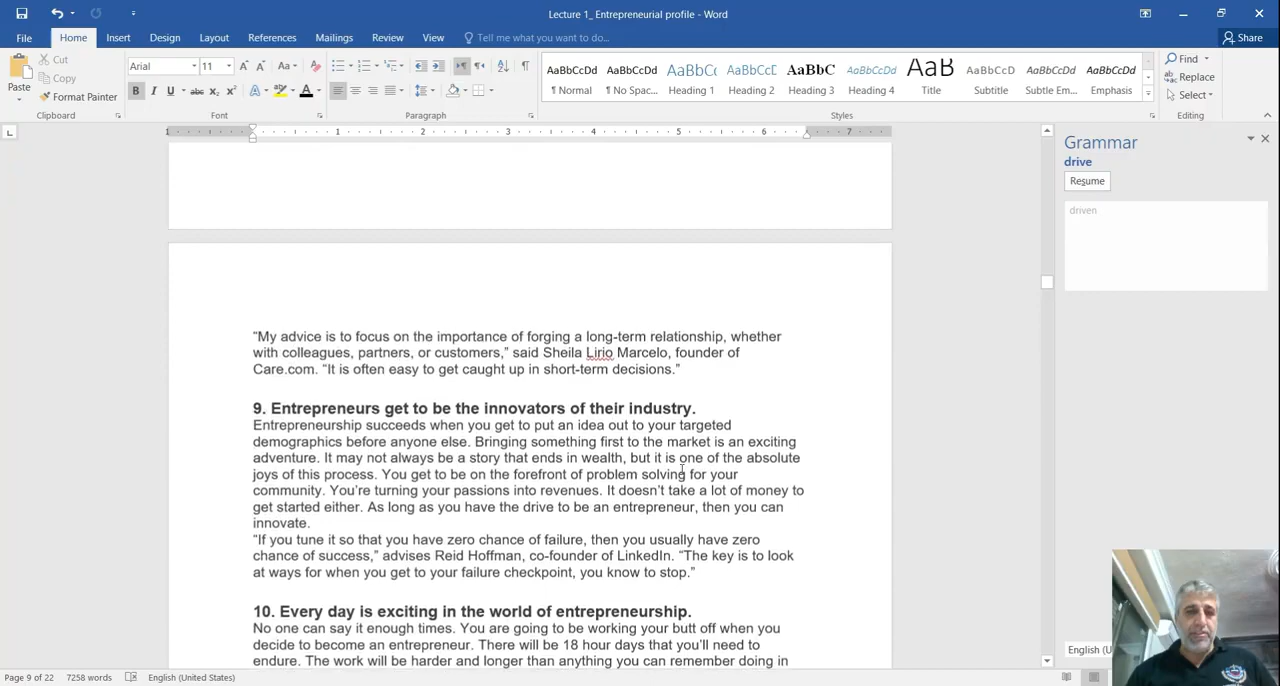 Lecture 1_ Entrepreneurial profile - Word
File Home Insert Design Layout References Mailings Review View Tell me what you want to do... Share
Paste
Cut
Copy
Format Painter
Clipboard
Arial 11
Font
Paragraph
AaBbCcDd AaBbCcDd AaBbCc AaBbCcD AaBbC AaBbCcDd AaB AaBbCcD AaBbCcDd AaBbCcDd
¶ Normal ¶ No Spac... Heading 1 Heading 2 Heading 3 Heading 4 Title Subtitle Subtle Em... Emphasis
Styles
Find
Replace
Select
Editing
1 1 2 3 4 5 6 7
Grammar
drive
Resume
driven
“My advice is to focus on the importance of forging a long-term relationship, whether
with colleagues, partners, or customers,” said Sheila Lirio Marcelo, founder of
Care.com. “It is often easy to get caught up in short-term decisions.”
9. Entrepreneurs get to be the innovators of their industry.
Entrepreneurship succeeds when you get to put an idea out to your targeted
demographics before anyone else. Bringing something first to the market is an exciting
adventure. It may not always be a story that ends in wealth, but it is one of the absolute
joys of this process. You get to be on the forefront of problem solving for your
community. You’re turning your passions into revenues. It doesn’t take a lot of money to
get started either. As long as you have the drive to be an entrepreneur, then you can
innovate.
“If you tune it so that you have zero chance of failure, then you usually have zero
chance of success,” advises Reid Hoffman, co-founder of LinkedIn. “The key is to look
at ways for when you get to your failure checkpoint, you know to stop.”
10. Every day is exciting in the world of entrepreneurship.
No one can say it enough times. You are going to be working your butt off when you
decide to become an entrepreneur. There will be 18 hour days that you’ll need to
endure. The work will be harder and longer than anything you can remember doing in
English (U
Page 9 of 22 7258 words English (United States)